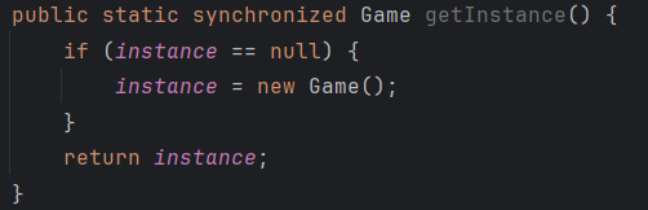 public static synchronized Game getInstance() {
    if (instance == null) {
        instance = new Game();
    }
    return instance;
}